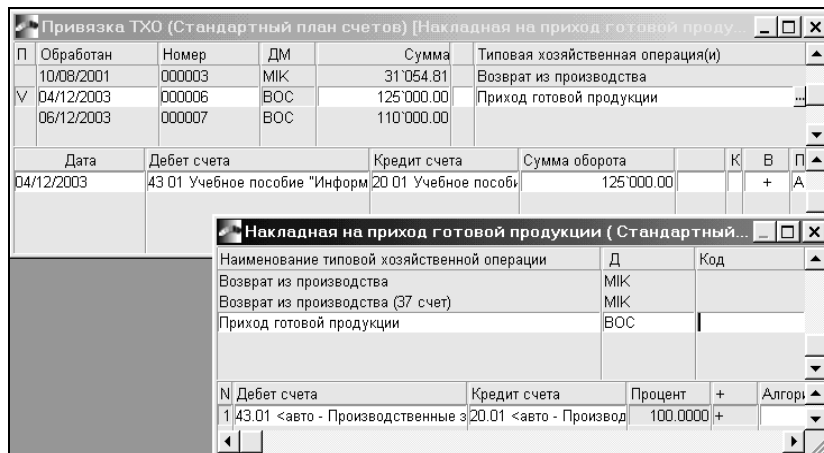 Привязка ТХО (Стандартный план счетов) [Накладная на приход готовой проду...
П Обработан Номер ДМ Сумма Типовая хозяйственная операция(и)
10/08/2001 000003 MIK 31`054.81 Возврат из производства
V 04/12/2003 000006 ВОС 125`000.00 Приход готовой продукции ...
06/12/2003 000007 ВОС 110`000.00
Дата Дебет счета Кредит счета Сумма оборота К В П
04/12/2003 43 01 Учебное пособие "Информ 20 01 Учебное пособи 125`000.00 + А
Накладная на приход готовой продукции ( Стандартный...
Наименование типовой хозяйственной операции Д Код
Возврат из производства MIK
Возврат из производства (37 счет) MIK
Приход готовой продукции ВОС
N Дебет счета Кредит счета Процент + Алгори
1 43.01 <авто - Производственные з 20.01 <авто - Производ 100.0000 +